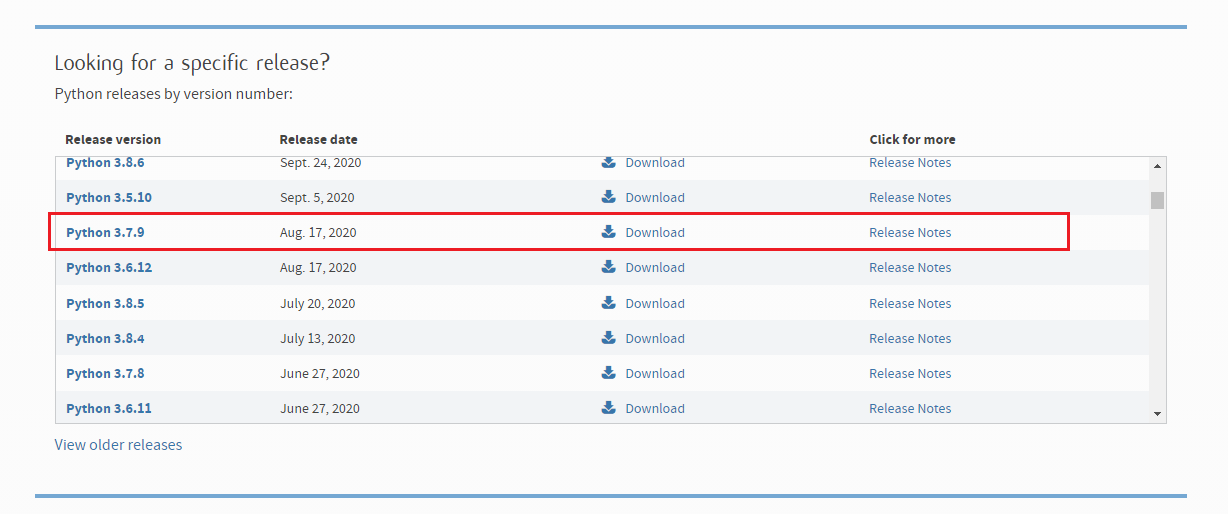 Looking for a specific release?
Python releases by version number:
Release version Release date Click for more
Python 3.8.6 Sept. 24, 2020 Download Release Notes
Python 3.5.10 Sept. 5, 2020 Download Release Notes
Python 3.7.9 Aug. 17, 2020 Download Release Notes
Python 3.6.12 Aug. 17, 2020 Download Release Notes
Python 3.8.5 July 20, 2020 Download Release Notes
Python 3.8.4 July 13, 2020 Download Release Notes
Python 3.7.8 June 27, 2020 Download Release Notes
Python 3.6.11 June 27, 2020 Download Release Notes
View older releases